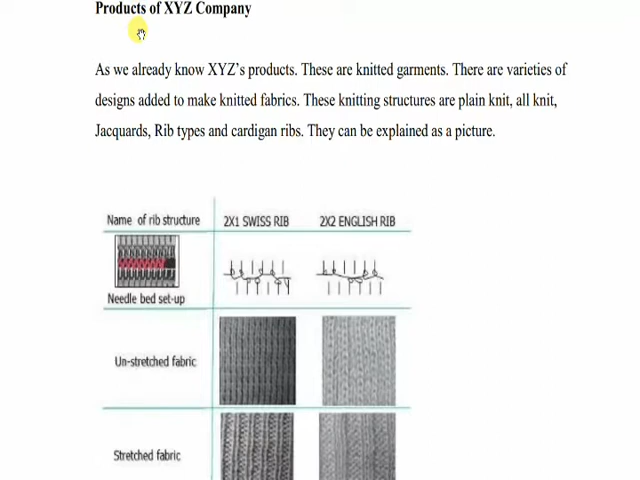 Products of XYZ Company
As we already know XYZ's products. These are knitted garments. There are varieties of
designs added to make knitted fabrics. These knitting structures are plain knit, all knit,
Jacquards, Rib types and cardigan ribs. They can be explained as a picture.
Name of rib structure 2X1 SWISS RIB 2X2 ENGLISH RIB
Needle bed set-up
Un-stretched fabric
Stretched fabric